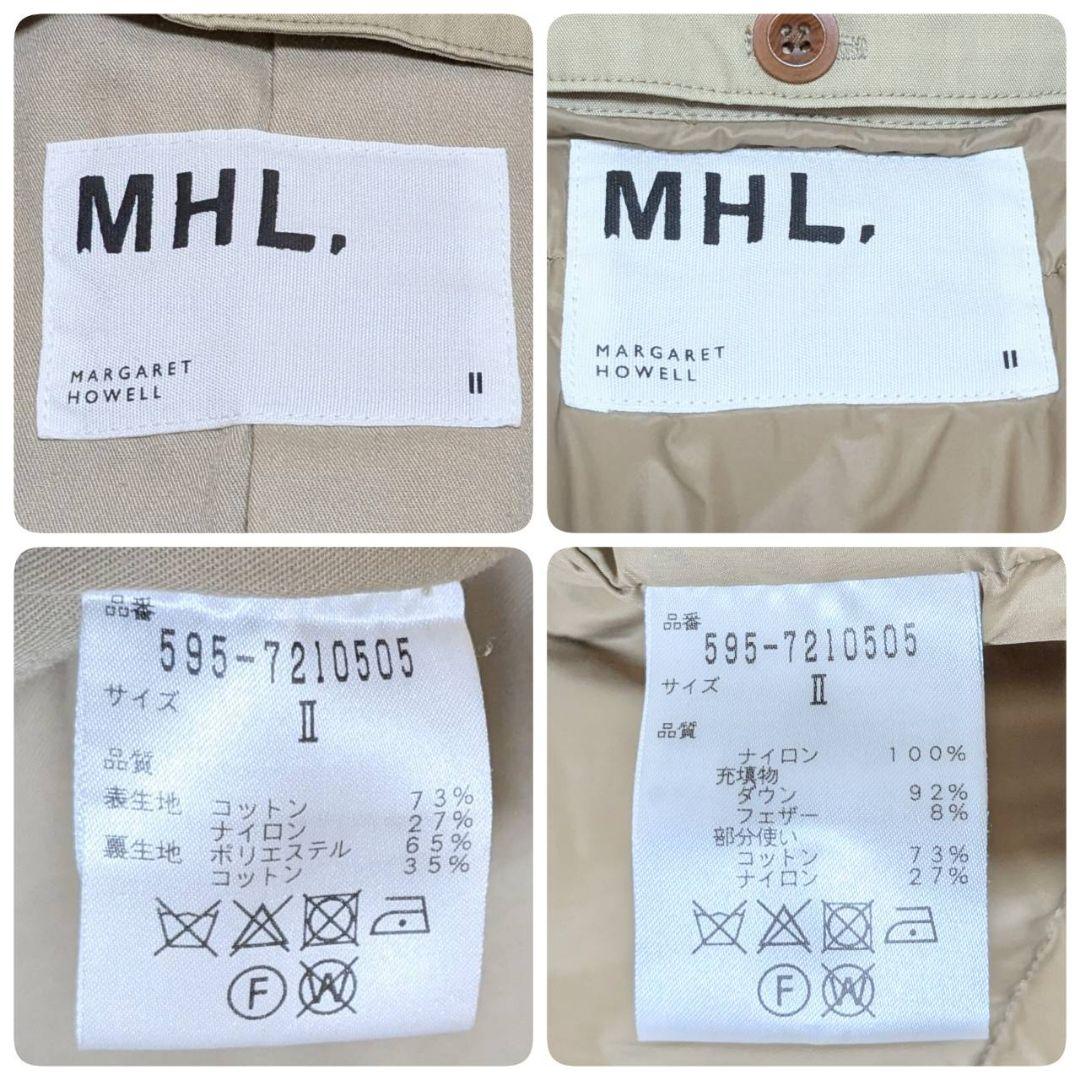 MHL.
MARGARET
HOWELL
II
MHL.
MARGARET
HOWELL
II
品番
595-7210505
サイズ
II
品質
表生地 コットン 73%
ナイロン 27%
裏生地 ポリエステル 65%
コットン 35%
F W
品番
595-7210505
サイズ
II
品質
ナイロン 100%
充填物
ダウン 92%
フェザー 8%
部分使い
コットン 73%
ナイロン 27%
F W